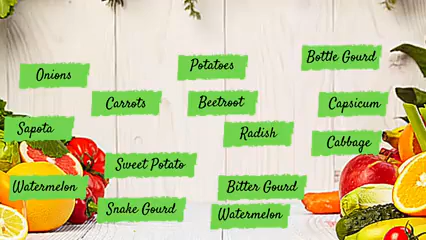 Bottle Gourd
Potatoes
Onions
Carrots
Beetroot
Capsicum
Sapota
Radish
Cabbage
Sweet Potato
Watermelon
Bitter Gourd
Snake Gourd
Watermelon